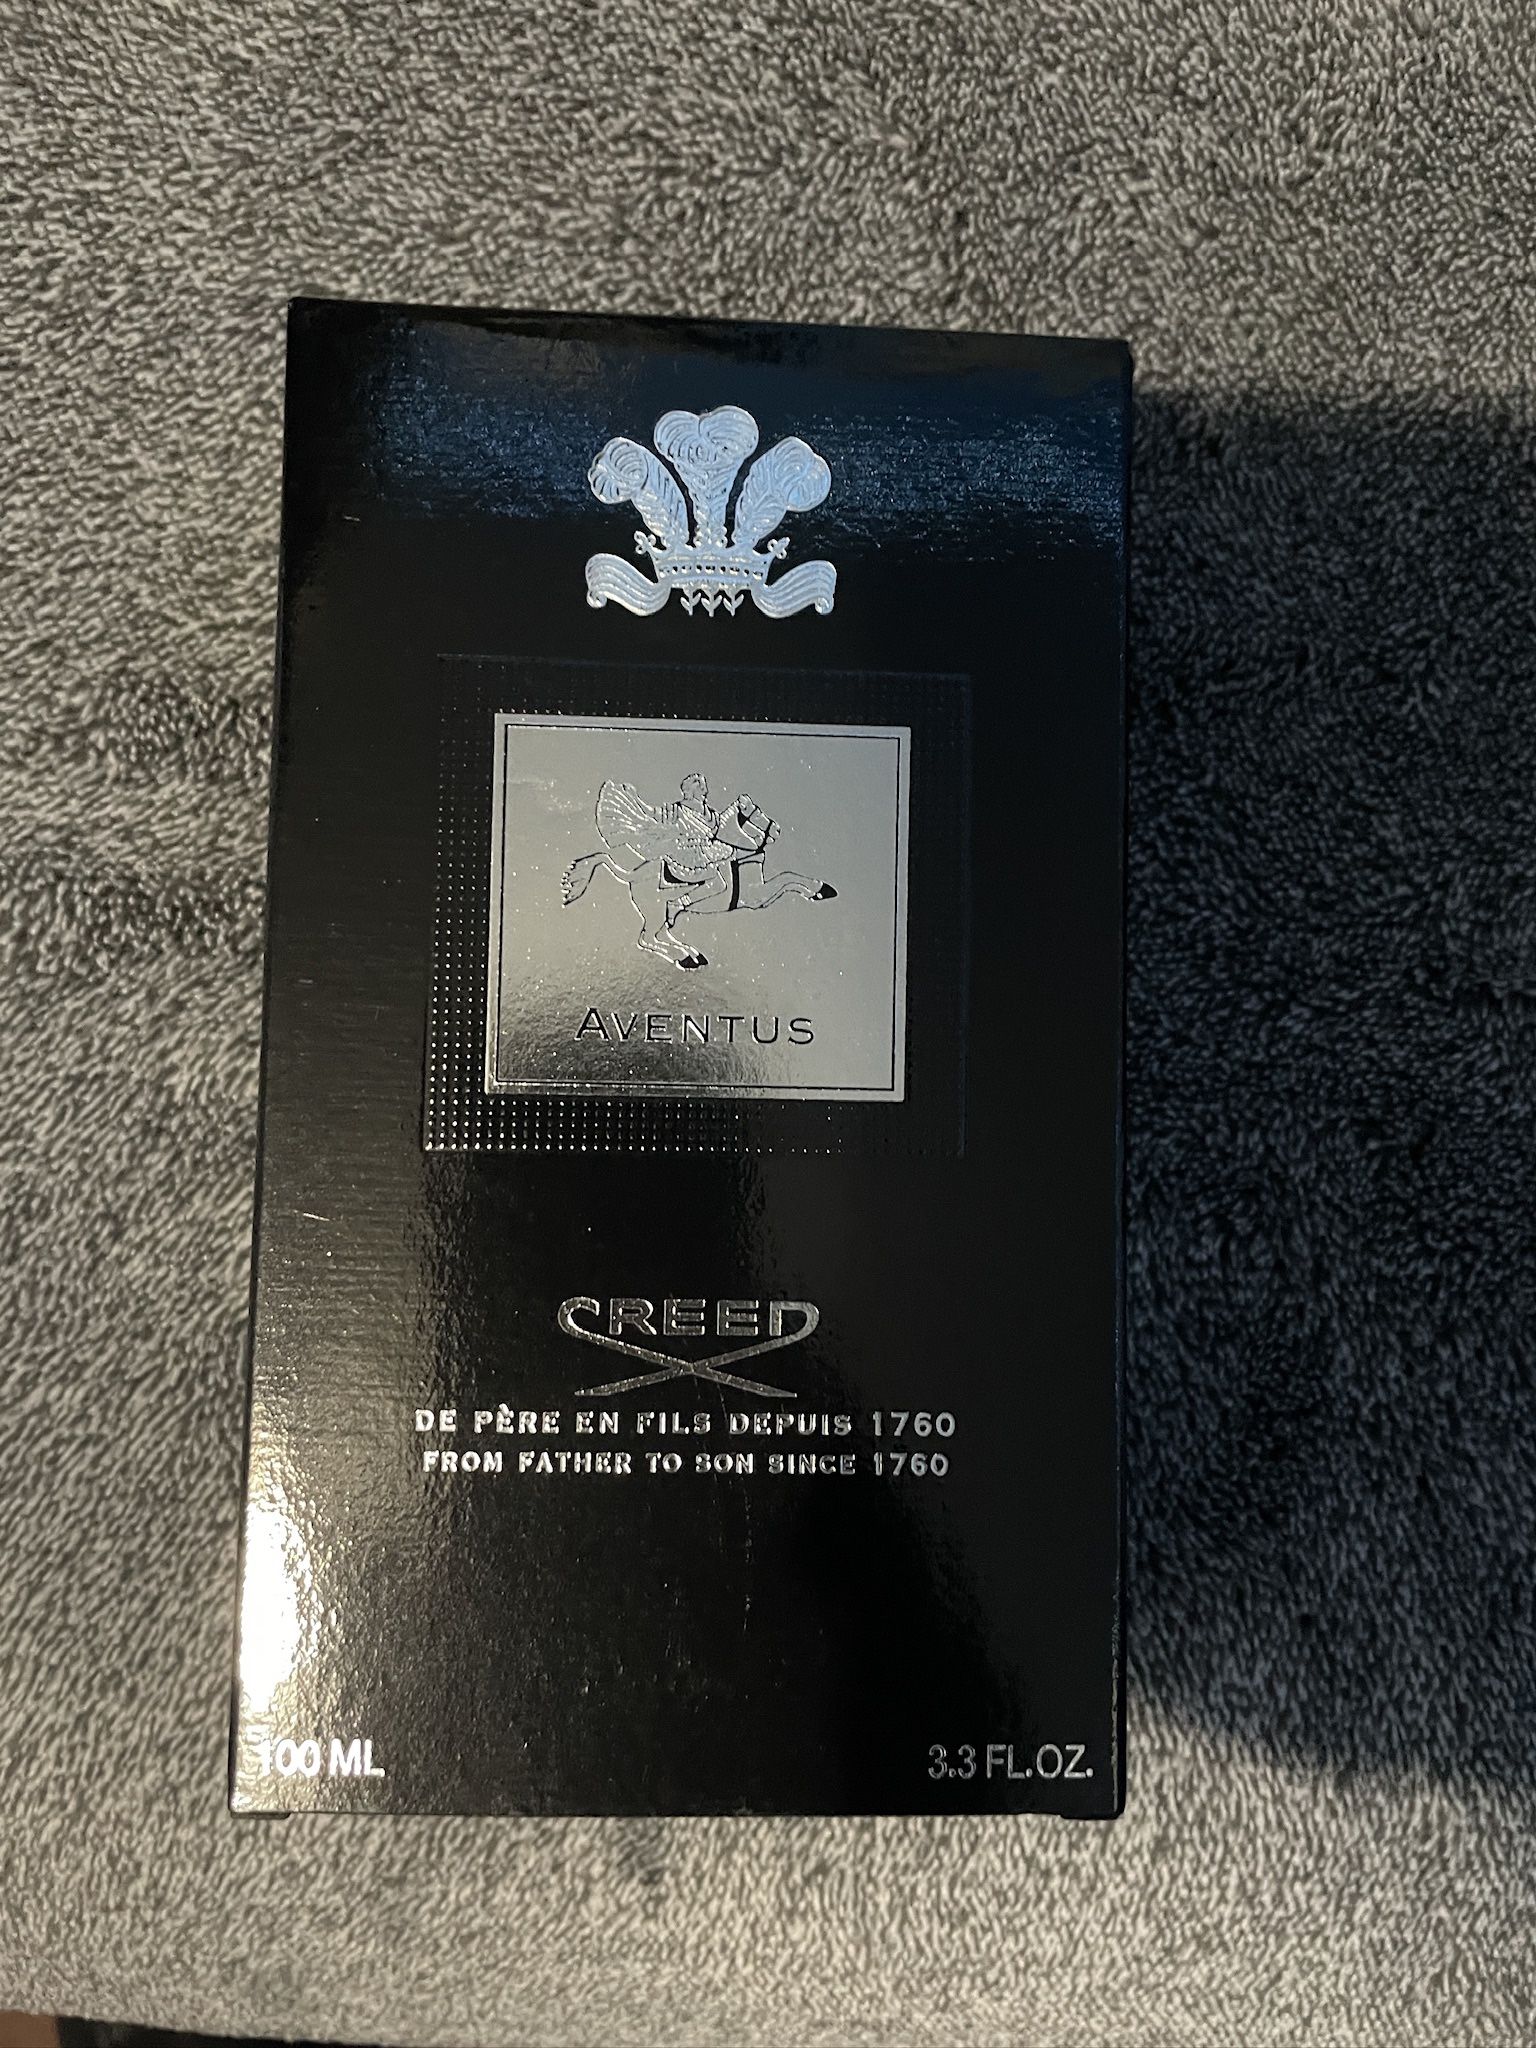 AVENTUS
CREED
DE PÈRE EN FILS DEPUIS 1760
FROM FATHER TO SON SINCE 1760
100 ML
3.3 FL.OZ.